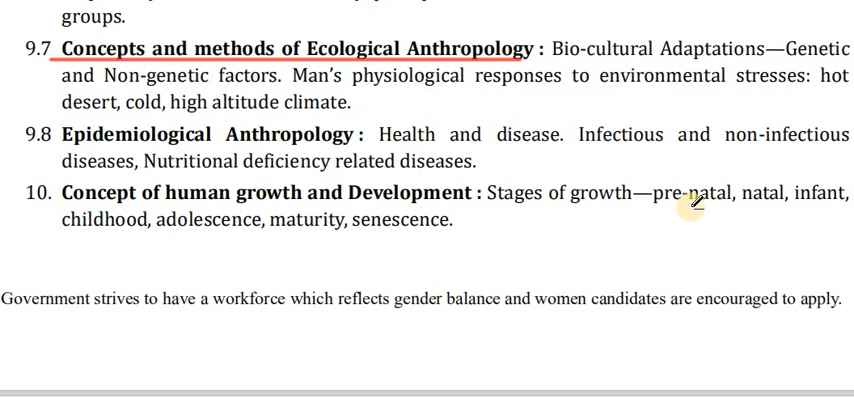 groups.
9.7 Concepts and methods of Ecological Anthropology : Bio-cultural Adaptations—Genetic
and Non-genetic factors. Man's physiological responses to environmental stresses: hot
desert, cold, high altitude climate.
9.8 Epidemiological Anthropology : Health and disease. Infectious and non-infectious
diseases, Nutritional deficiency related diseases.
10. Concept of human growth and Development : Stages of growth—pre-natal, natal, infant,
childhood, adolescence, maturity, senescence.
Government strives to have a workforce which reflects gender balance and women candidates are encouraged to apply.